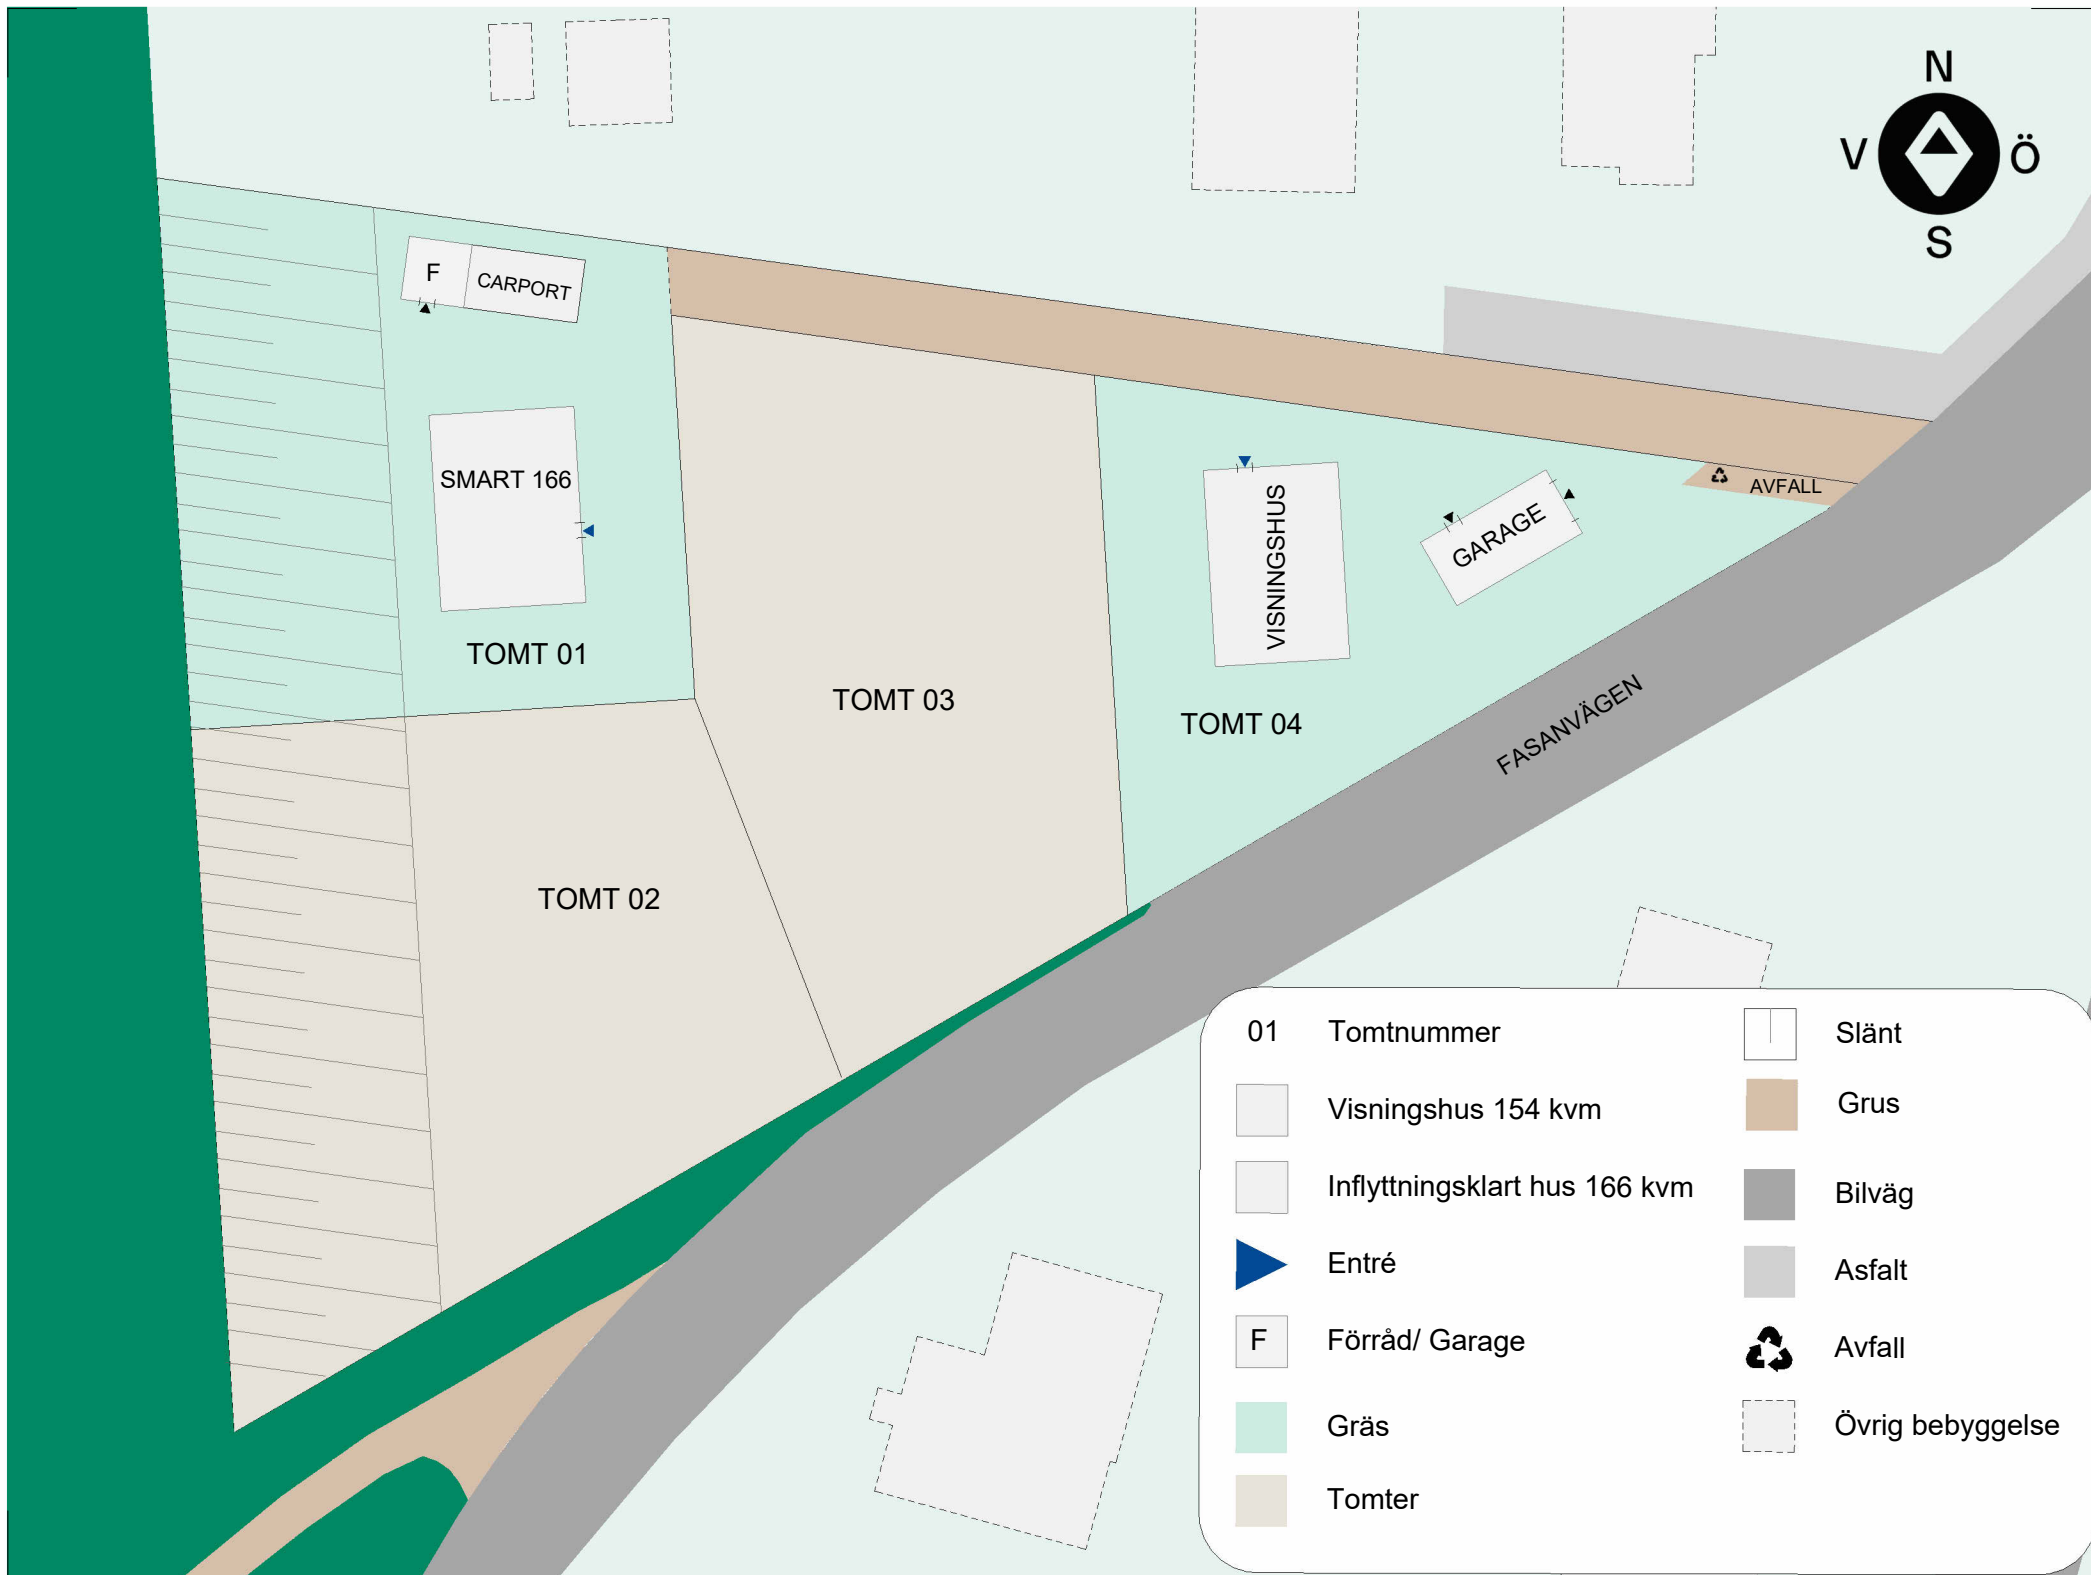 N
V
Ö
S
F
CARPORT
SMART 166
TOMT 01
TOMT 03
VISNINGSHUS
GARAGE
AVFALL
TOMT 04
FASANVÄGEN
TOMT 02
01 Tomtnummer
Visningshus 154 kvm
Inflyttningsklart hus 166 kvm
Entré
F Förråd/ Garage
Gräs
Tomter
Slänt
Grus
Bilväg
Asfalt
Avfall
Övrig bebyggelse